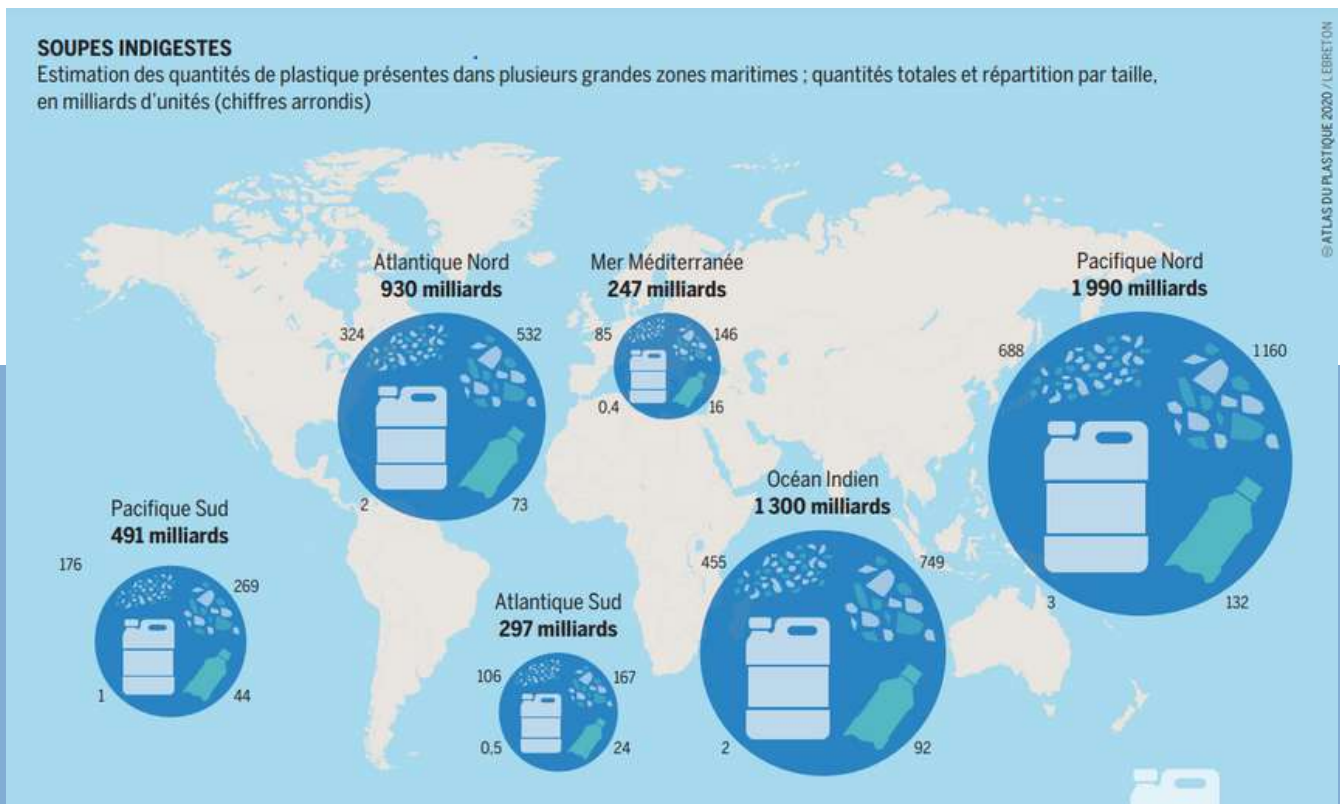 SOUPES INDIGESTES
Estimation des quantités de plastique présentes dans plusieurs grandes zones maritimes ; quantités totales et répartition par taille,
en milliards d'unités (chiffres arrondis)
@ATLAS DU PLASTIQUE 2020 / LEBRETON
Atlantique Nord
930 milliards
324
532
2
73
Mer Méditerranée
247 milliards
85
146
0,4
16
Pacifique Nord
1 990 milliards
688
1160
3
132
Pacifique Sud
491 milliards
176
269
1
44
Atlantique Sud
297 milliards
106
167
0,5
24
Océan Indien
1 300 milliards
455
749
2
92